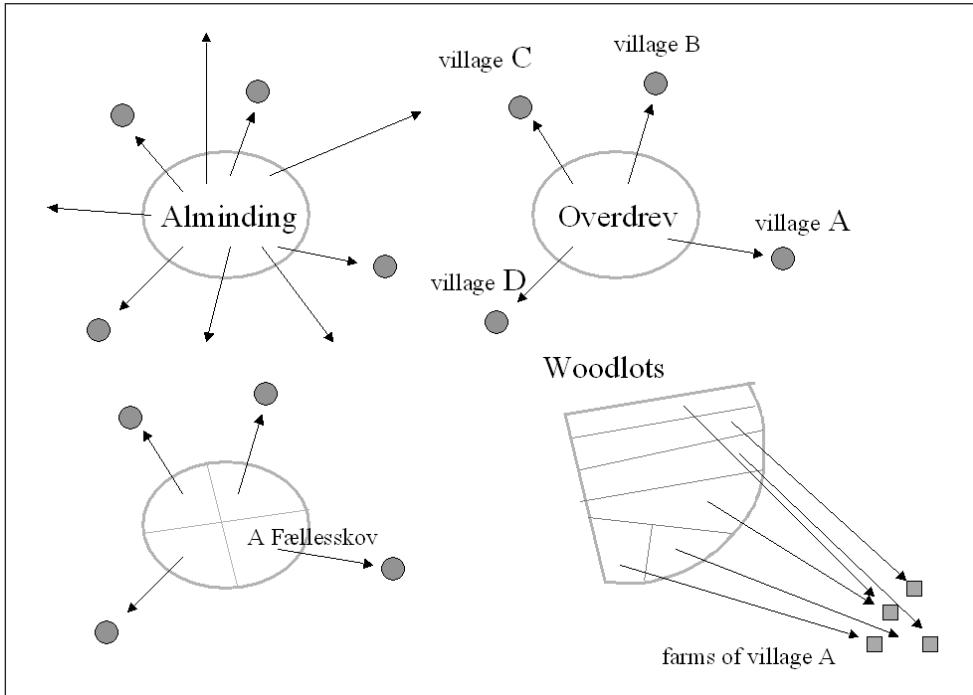 village C
village B
Alminding
Overdrev
village A
village D
Woodlots
A Fællesskov
farms of village A